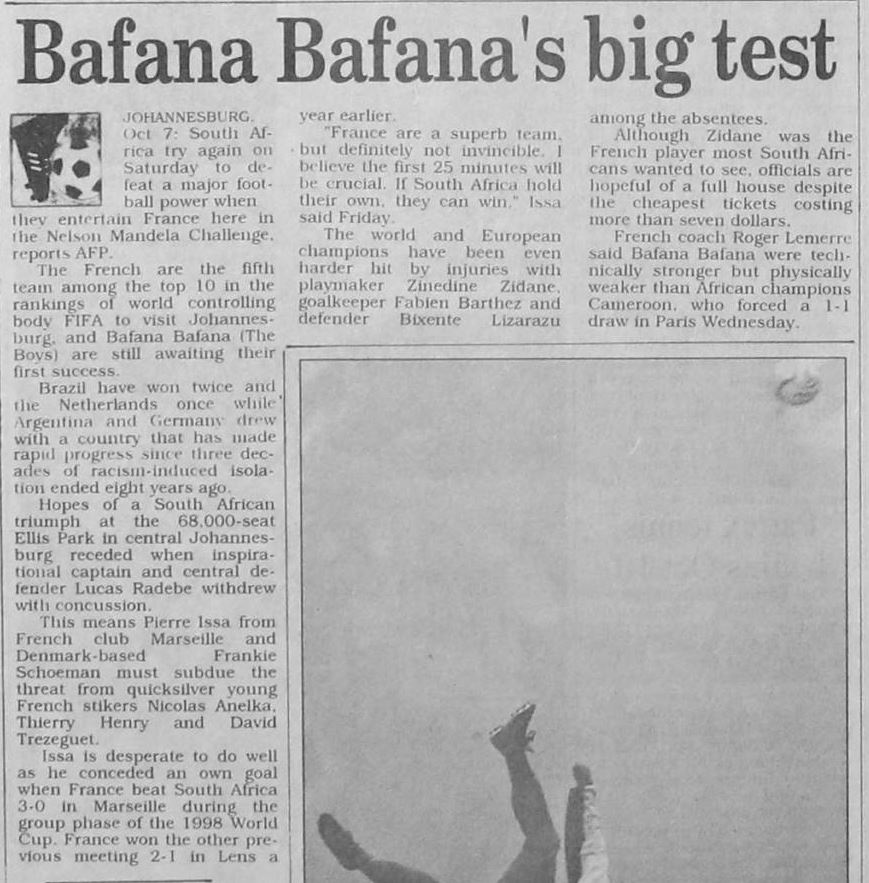 Bafana Bafana's big test
JOHANNESBURG,
Oct 7: South Af-
rica try again on
Saturday to de-
feat a major foot-
ball power when
they entertain France here in
the Nelson Mandela Challenge,
reports AFP.
The French are the fifth
team among the top 10 in the
rankings of world controlling
body FIFA to visit Johannes-
burg, and Bafana Bafana (The
Boys) are still awaiting their
first success.
Brazil have won twice and
the Netherlands once while
Argentina and Germany drew
with a country that has made
rapid progress since three dec-
ades of racism-induced isola-
tion ended eight years ago.
Hopes of a South African
triumph at the 68,000-seat
Ellis Park in central Johannes-
burg receded when inspira-
tional captain and central de-
fender Lucas Radebe withdrew
with concussion.
This means Pierre Issa from
French club Marseille and
Denmark-based Frankie
Schoeman must subdue the
threat from quicksilver young
French stikers Nicolas Anelka,
Thierry Henry and David
Trezeguet.
Issa is desperate to do well
as he conceded an own goal
when France beat South Africa
3-0 in Marseille during the
group phase of the 1998 World
Cup. France won the other pre-
vious meeting 2-1 in Lens a
year earlier.
"France are a superb team,
but definitely not invincible. I
believe the first 25 minutes will
be crucial. If South Africa hold
their own, they can win," Issa
said Friday.
The world and European
champions have been even
harder hit by injuries with
playmaker Zinedine Zidane,
goalkeeper Fabien Barthez and
defender Bixente Lizarazu
among the absentees.
Although Zidane was the
French player most South Afri-
cans wanted to see, officials are
hopeful of a full house despite
the cheapest tickets costing
more than seven dollars.
French coach Roger Lemerre
said Bafana Bafana were tech-
nically stronger but physically
weaker than African champions
Cameroon, who forced a 1-1
draw in Paris Wednesday.